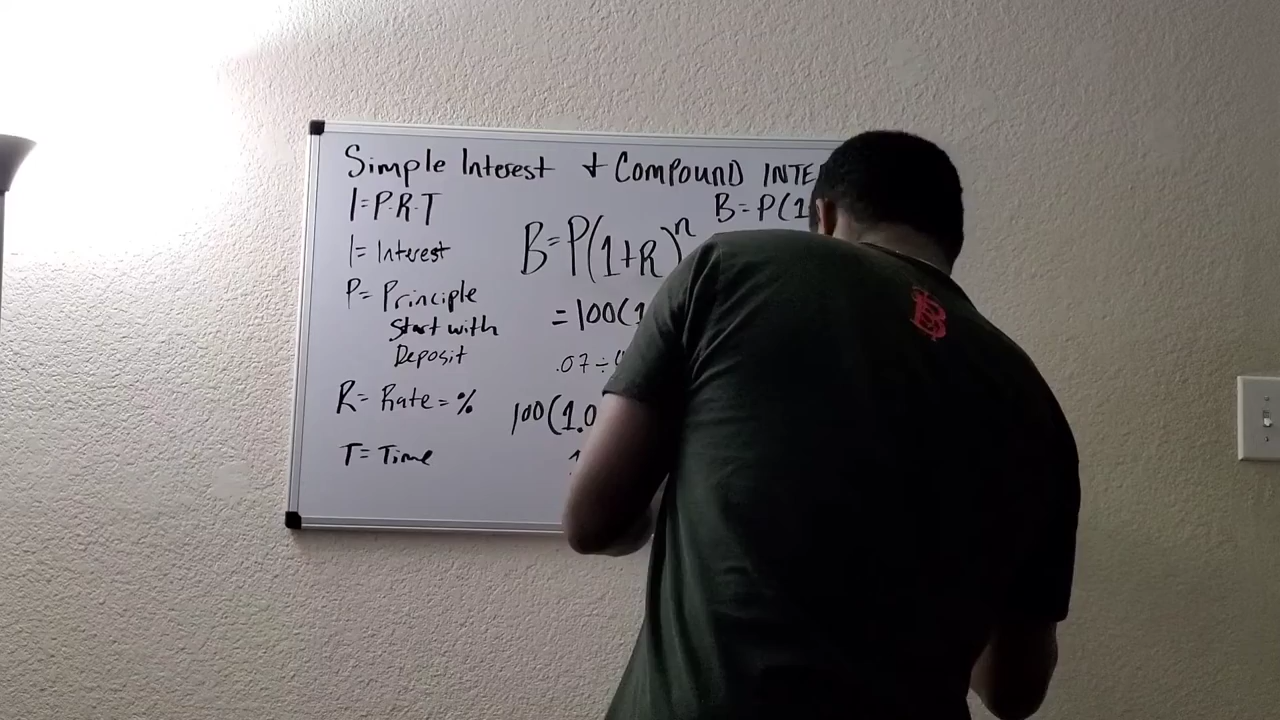 Simple Interest + COMPOUND INTE
I=P·R·T
B=P(1
I= Interest
B=P(1+R)^n
P= Principle
Start with
Deposit
=100(1
.07÷
R= Rate=%
100(1.0
T= Time
B